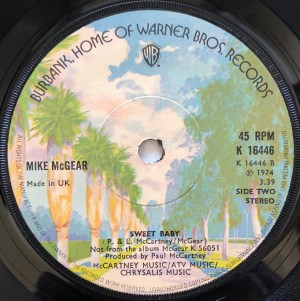 BURBANK, HOME OF WARNER BROS. RECORDS
WB
45 RPM
K 16446
K 16446 B
℗ 1974
3.39
SIDE TWO
STEREO
MIKE McGEAR
Made in UK
SWEET BABY
(P. & L. McCartney/McGear)
Not from the album McGear K 56051
Produced by Paul McCartney
McCARTNEY MUSIC/ATV MUSIC/
CHRYSALIS MUSIC